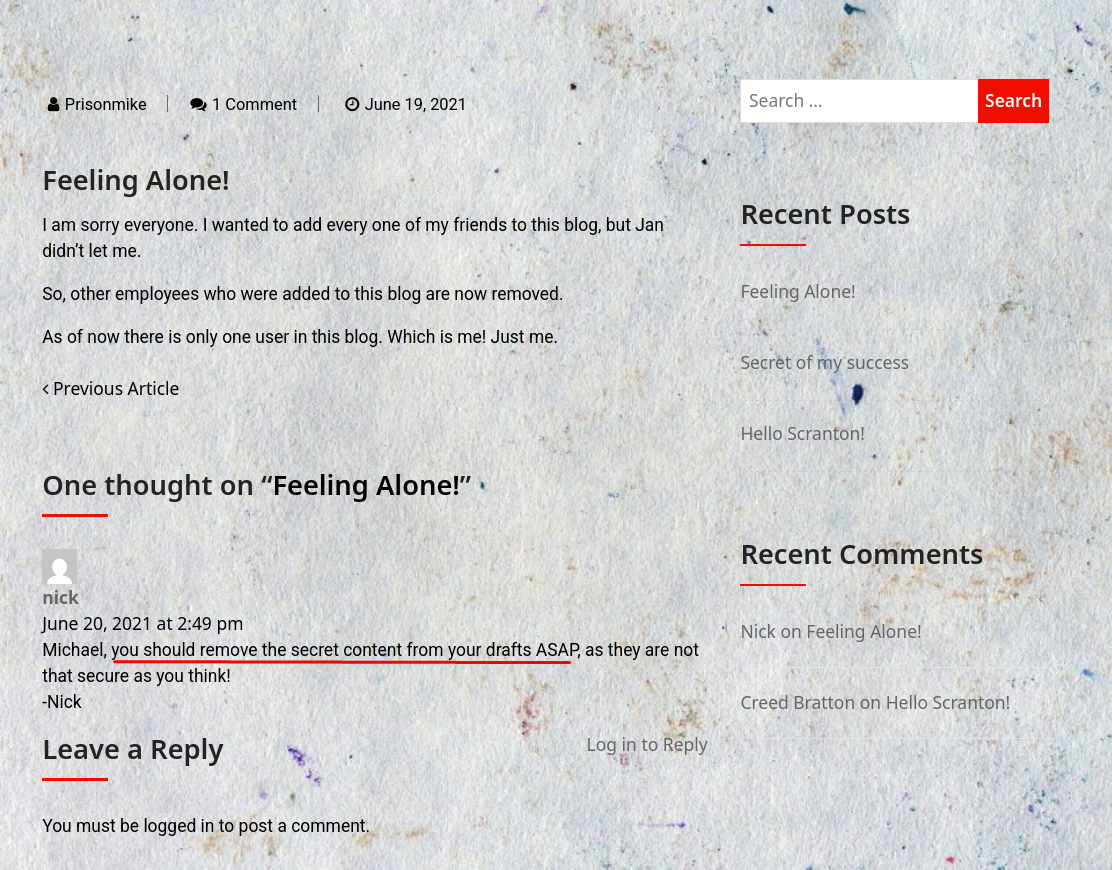 Prisonmike
1 Comment
June 19, 2021
Search ...
Search
Feeling Alone!
I am sorry everyone. I wanted to add every one of my friends to this blog, but Jan
didn’t let me.
So, other employees who were added to this blog are now removed.
As of now there is only one user in this blog. Which is me! Just me.
‹ Previous Article
One thought on “Feeling Alone!”
nick
June 20, 2021 at 2:49 pm
Michael, you should remove the secret content from your drafts ASAP, as they are not
that secure as you think!
-Nick
Leave a Reply
Log in to Reply
You must be logged in to post a comment.
Recent Posts
Feeling Alone!
Secret of my success
Hello Scranton!
Recent Comments
Nick on Feeling Alone!
Creed Bratton on Hello Scranton!